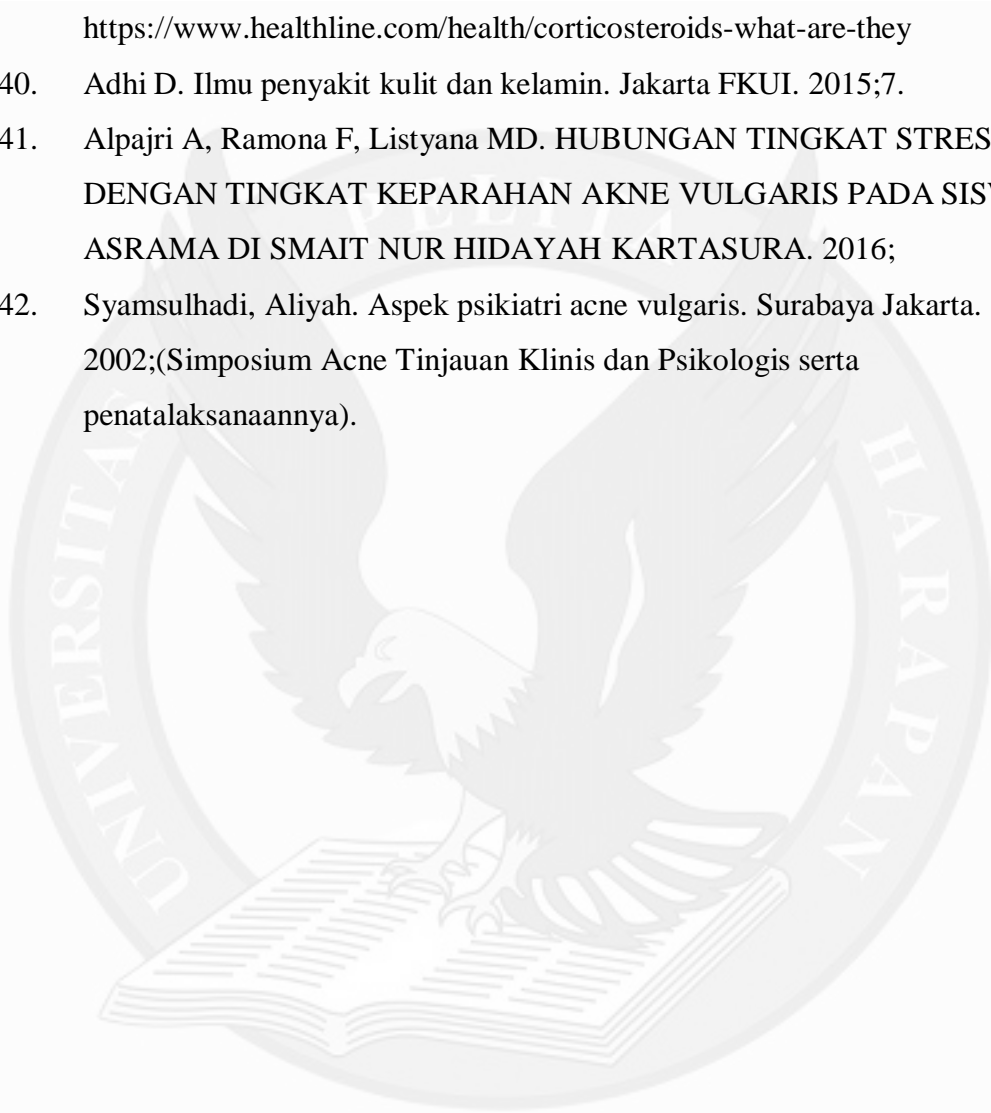 https://www.healthline.com/health/corticosteroids-what-are-they
40. Adhi D. Ilmu penyakit kulit dan kelamin. Jakarta FKUI. 2015;7.
41. Alpajri A, Ramona F, Listyana MD. HUBUNGAN TINGKAT STRES
DENGAN TINGKAT KEPARAHAN AKNE VULGARIS PADA
ASRAMA DI SMAIT NUR HIDAYAH KARTASURA. 2016;
42. Syamsulhadi, Aliyah. Aspek psikiatri acne vulgaris. Surabaya Jakarta.
2002;(Simposium Acne Tinjauan Klinis dan Psikologis serta
penatalaksanaannya).
UNIVERSITAS PELITA HARAPAN